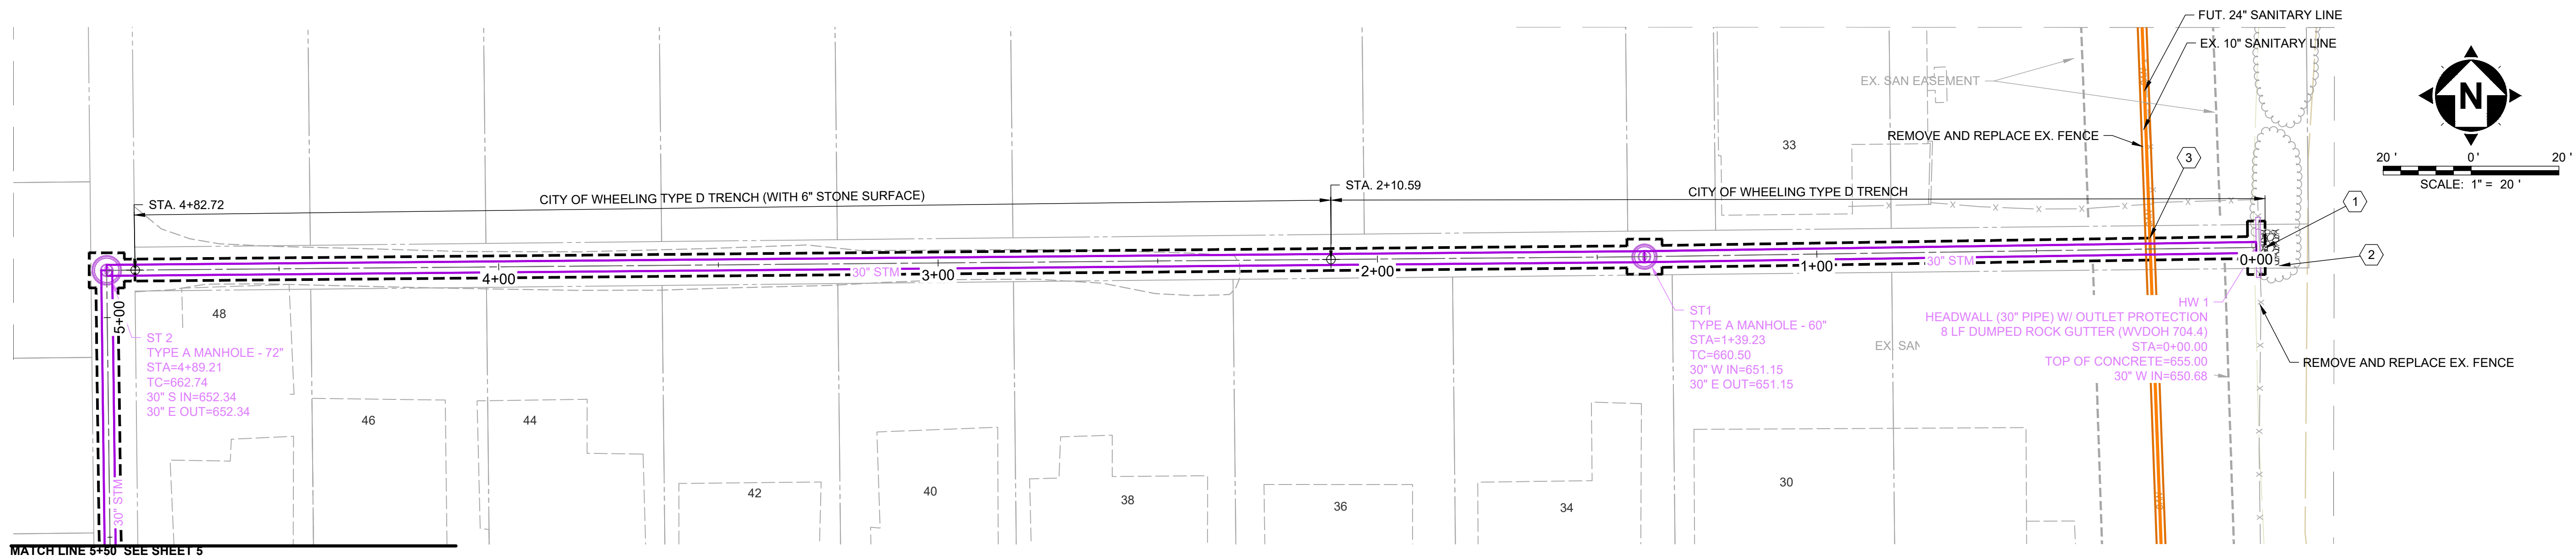 FUT. 24" SANITARY LINE
EX. 10" SANITARY LINE
EX. SAN EASEMENT
REMOVE AND REPLACE EX. FENCE
N
20 ' 0' 20 '
SCALE: 1" = 20 '
33
3
1
2
STA. 4+82.72
CITY OF WHEELING TYPE D TRENCH (WITH 6" STONE SURFACE)
STA. 2+10.59
CITY OF WHEELING TYPE D TRENCH
5+00
4+00
30" STM
3+00
2+00
1+00
30" STM
0+00
48
ST 2
TYPE A MANHOLE - 72"
STA=4+89.21
TC=662.74
30" S IN=652.34
30" E OUT=652.34
ST1
TYPE A MANHOLE - 60"
STA=1+39.23
TC=660.50
30" W IN=651.15
30" E OUT=651.15
EX. SAN
HW 1
HEADWALL (30" PIPE) W/ OUTLET PROTECTION
8 LF DUMPED ROCK GUTTER (WVDOH 704.4)
STA=0+00.00
TOP OF CONCRETE=655.00
30" W IN=650.68
REMOVE AND REPLACE EX. FENCE
46
44
42
40
38
36
34
30
30" STM
MATCH LINE 5+50 SEE SHEET 5